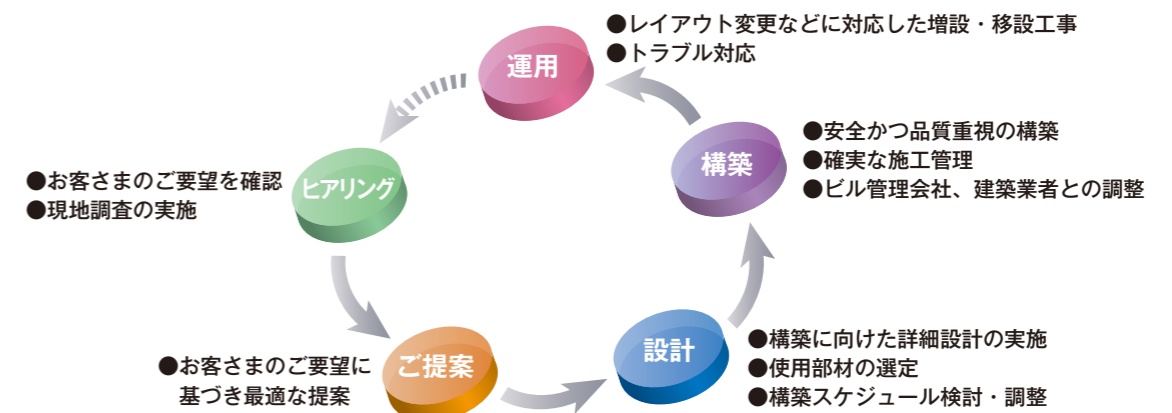 運用
●レイアウト変更などに対応した増設・移設工事
●トラブル対応
構築
●安全かつ品質重視の構築
●確実な施工管理
●ビル管理会社、建築業者との調整
ヒアリング
●お客さまのご要望を確認
●現地調査の実施
ご提案
●お客さまのご要望に
基づき最適な提案
設計
●構築に向けた詳細設計の実施
●使用部材の選定
●構築スケジュール検討・調整